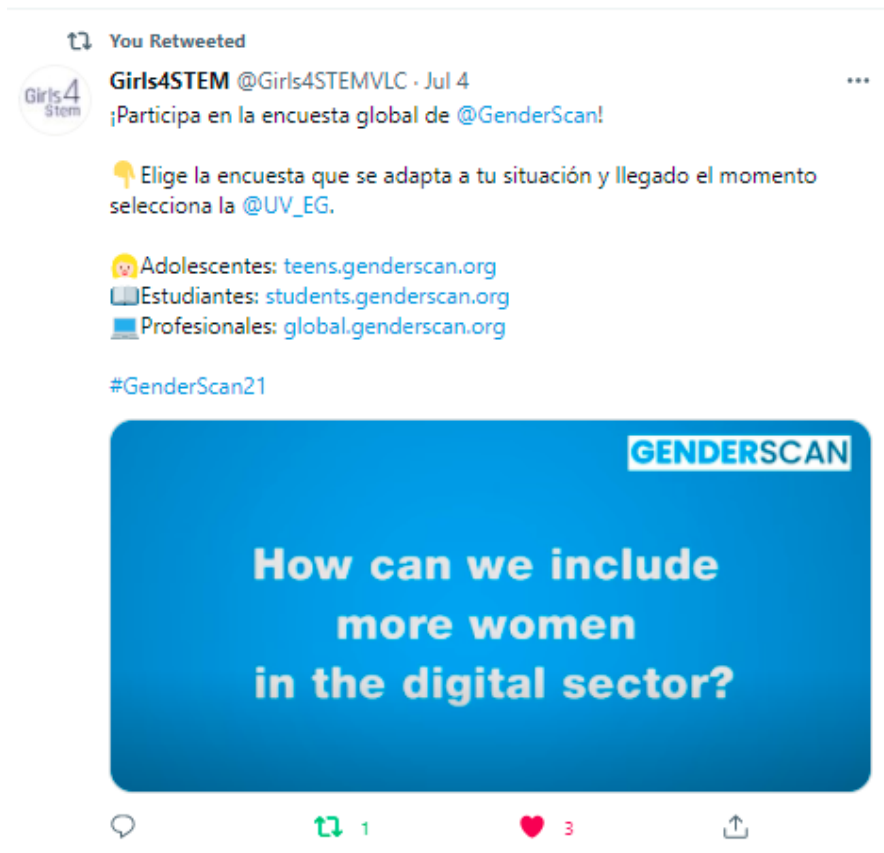 You Retweeted
Girls4STEM @Girls4STEMVLC · Jul 4
Girls4
Stem
¡Participa en la encuesta global de @GenderScan!
👇Elige la encuesta que se adapta a tu situación y llegado el momento
selecciona la @UV_EG.
👧Adolescentes: teens.genderscan.org
📖Estudiantes: students.genderscan.org
💻Profesionales: global.genderscan.org
#GenderScan21
GENDERSCAN
How can we include
more women
in the digital sector?
1 3